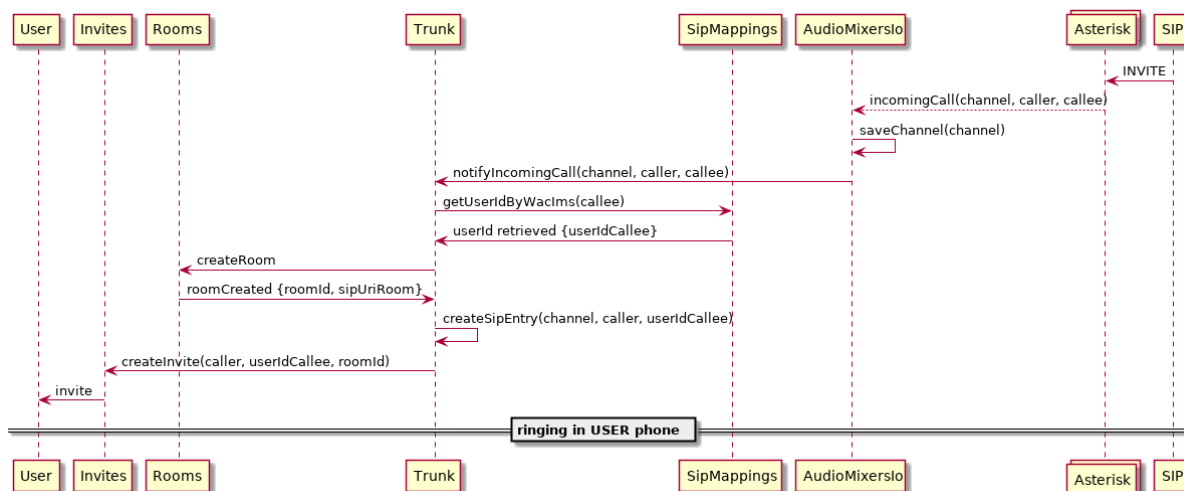 User Invites Rooms Trunk SipMappings AudioMixersIo Asterisk SIP
INVITE
incomingCall(channel, caller, callee)
saveChannel(channel)
notifyIncomingCall(channel, caller, callee)
getUserIdByWacIms(callee)
userId retrieved {userIdCallee}
createRoom
roomCreated {roomId, sipUriRoom}
createSipEntry(channel, caller, userIdCallee)
createInvite(caller, userIdCallee, roomId)
invite
ringing in USER phone
User Invites Rooms Trunk SipMappings AudioMixersIo Asterisk SIP